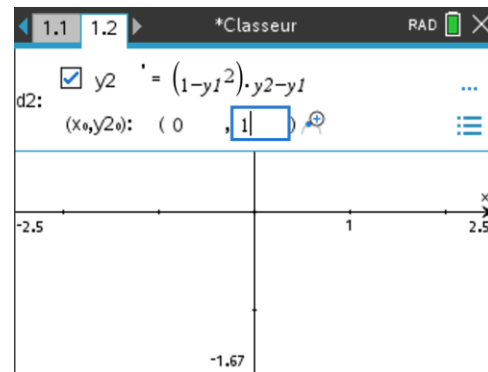 1.1 1.2 *Classeur RAD
d2: y2 ' = (1-y1²)·y2-y1 ...
(x₀,y2₀): ( 0 , 1 )
x
-2.5 1 2.5
-1.67